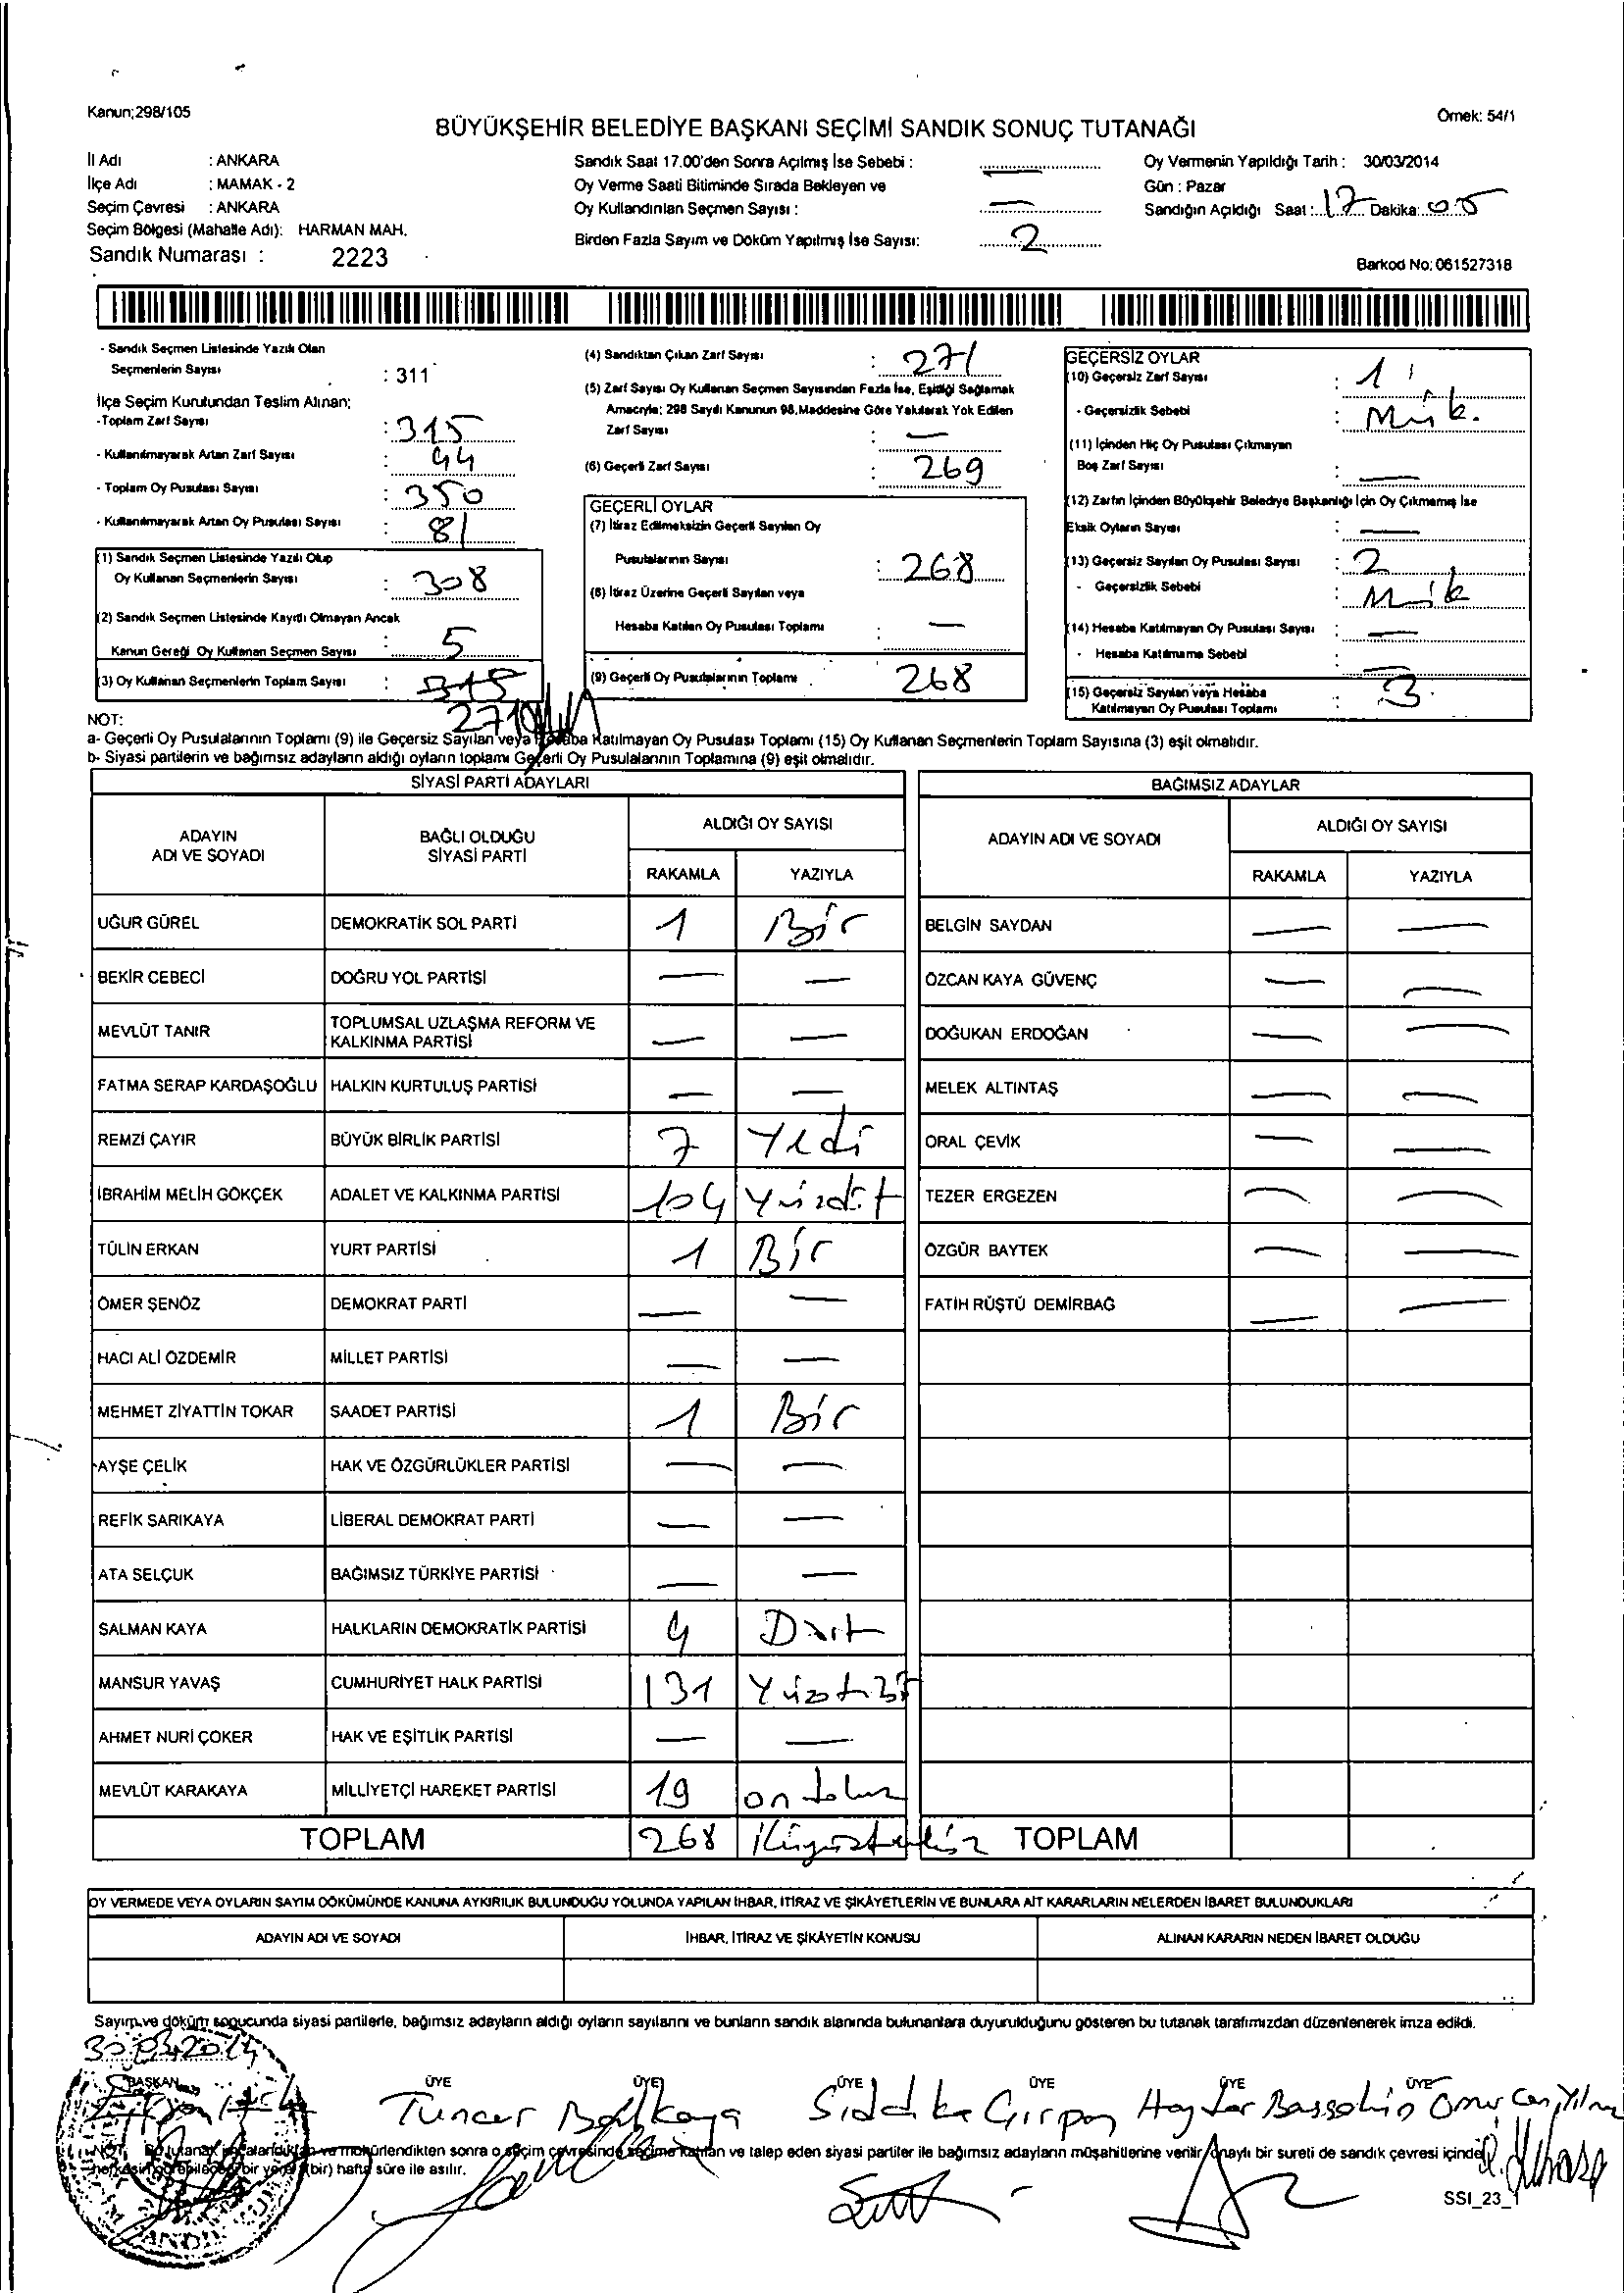 Kanun;298/105
Örnek: 54/1
BÜYÜKŞEHİR BELEDİYE BAŞKANI SEÇİMİ SANDIK SONUÇ TUTANAĞI
İl Adı : ANKARA
İlçe Adı : MAMAK - 2
Seçim Çevresi : ANKARA
Seçim Bölgesi (Mahalle Adı): HARMAN MAH.
Sandık Numarası : 2223
Sandık Saat 17.00'den Sonra Açılmış İse Sebebi : —
Oy Verme Saati Bitiminde Sırada Bekleyen ve
Oy Kullandırılan Seçmen Sayısı : —
Birden Fazla Sayım ve Döküm Yapılmış İse Sayısı: 2
Oy Vermenin Yapıldığı Tarih : 30/03/2014
Gün : Pazar
Sandığın Açıldığı Saat : 17 Dakika: 05
Barkod No: 061527318
- Sandık Seçmen Listesinde Yazılı Olan
Seçmenlerin Sayısı : 311
İlçe Seçim Kurulundan Teslim Alınan;
-Toplam Zarf Sayısı : 315
- Kullanılmayarak Artan Zarf Sayısı : 44
- Toplam Oy Pusulası Sayısı : 350
- Kullanılmayarak Artan Oy Pusulası Sayısı : 81
(1) Sandık Seçmen Listesinde Yazılı Olup
Oy Kullanan Seçmenlerin Sayısı : 308
(2) Sandık Seçmen Listesinde Kayıtlı Olmayan Ancak
Kanun Gereği Oy Kullanan Seçmen Sayısı : 5
(3) Oy Kullanan Seçmenlerin Toplam Sayısı : 315
271
(4) Sandıktan Çıkan Zarf Sayısı : 271
(5) Zarf Sayısı Oy Kullanan Seçmen Sayısından Fazla İse, Eşitliği Sağlamak
Amacıyla; 298 Sayılı Kanunun 98.Maddesine Göre Yakılarak Yok Edilen
Zarf Sayısı : —
(6) Geçerli Zarf Sayısı : 269
GEÇERLİ OYLAR
(7) İtiraz Edilmeksizin Geçerli Sayılan Oy
Pusulalarının Sayısı : 268
(8) İtiraz Üzerine Geçerli Sayılan veya
Hesaba Katılan Oy Pusulası Toplamı : —
(9) Geçerli Oy Pusulalarının Toplamı : 268
GEÇERSİZ OYLAR
(10) Geçersiz Zarf Sayısı : 1
- Geçersizlik Sebebi : Müh.
(11) İçinden Hiç Oy Pusulası Çıkmayan
Boş Zarf Sayısı : —
(12) Zarfın İçinden Büyükşehir Belediye Başkanlığı İçin Oy Çıkmamış İse
Eksik Oyların Sayısı : —
(13) Geçersiz Sayılan Oy Pusulası Sayısı : 2
- Geçersizlik Sebebi : Müh
(14) Hesaba Katılmayan Oy Pusulası Sayısı : —
- Hesaba Katılmama Sebebi : —
(15) Geçersiz Sayılan veya Hesaba
Katılmayan Oy Pusulası Toplamı : 3
NOT:
a- Geçerli Oy Pusulalarının Toplamı (9) ile Geçersiz Sayılan veya Hesaba Katılmayan Oy Pusulası Toplamı (15) Oy Kullanan Seçmenlerin Toplam Sayısına (3) eşit olmalıdır.
b- Siyasi partilerin ve bağımsız adayların aldığı oyların toplamı Geçerli Oy Pusulalarının Toplamına (9) eşit olmalıdır.
SİYASİ PARTİ ADAYLARI
ADAYIN ADI VE SOYADI
BAĞLI OLDUĞU SİYASİ PARTİ
ALDIĞI OY SAYISI
RAKAMLA YAZIYLA
UĞUR GÜREL DEMOKRATİK SOL PARTİ 1 Bir
BEKİR CEBECİ DOĞRU YOL PARTİSİ — —
MEVLÜT TANIR TOPLUMSAL UZLAŞMA REFORM VE KALKINMA PARTİSİ — —
FATMA SERAP KARDAŞOĞLU HALKIN KURTULUŞ PARTİSİ — —
REMZİ ÇAYIR BÜYÜK BİRLİK PARTİSİ 7 Yedi
İBRAHİM MELİH GÖKÇEK ADALET VE KALKINMA PARTİSİ 104 Yüzdört
TÜLİN ERKAN YURT PARTİSİ 1 Bir
ÖMER ŞENÖZ DEMOKRAT PARTİ — —
HACI ALİ ÖZDEMİR MİLLET PARTİSİ — —
MEHMET ZİYATTİN TOKAR SAADET PARTİSİ 1 Bir
AYŞE ÇELİK HAK VE ÖZGÜRLÜKLER PARTİSİ — —
REFİK SARIKAYA LİBERAL DEMOKRAT PARTİ — —
ATA SELÇUK BAĞIMSIZ TÜRKİYE PARTİSİ — —
SALMAN KAYA HALKLARIN DEMOKRATİK PARTİSİ 4 Dört
MANSUR YAVAŞ CUMHURİYET HALK PARTİSİ 131
AHMET NURİ ÇOKER HAK VE EŞİTLİK PARTİSİ — —
MEVLÜT KARAKAYA MİLLİYETÇİ HAREKET PARTİSİ 19 on dokuz
TOPLAM 268
BAĞIMSIZ ADAYLAR
ADAYIN ADI VE SOYADI
ALDIĞI OY SAYISI
RAKAMLA YAZIYLA
BELGİN SAYDAN — —
ÖZCAN KAYA GÜVENÇ — —
DOĞUKAN ERDOĞAN — —
MELEK ALTINTAŞ — —
ORAL ÇEVİK — —
TEZER ERGEZEN — —
ÖZGÜR BAYTEK — —
FATİH RÜŞTÜ DEMİRBAĞ — —
TOPLAM
OY VERMEDE VEYA OYLARIN SAYIM DÖKÜMÜNDE KANUNA AYKIRILIK BULUNDUĞU YOLUNDA YAPILAN İHBAR, İTİRAZ VE ŞİKÂYETLERİN VE BUNLARA AİT KARARLARIN NELERDEN İBARET BULUNDUKLARI
ADAYIN ADI VE SOYADI İHBAR, İTİRAZ VE ŞİKÂYETİN KONUSU ALINAN KARARIN NEDEN İBARET OLDUĞU
Sayım ve döküm sonucunda siyasi partilerle, bağımsız adayların aldığı oyların sayılarını ve bunların sandık alanında bulunanlara duyurulduğunu gösteren bu tutanak tarafımızdan düzenlenerek imza edildi.
30.03.2014
BAŞKAN ÜYE ÜYE ÜYE ÜYE ÜYE ÜYE
Tuncer Balkaya Sıddıka Girpan Haydar Başşahin Ömer Can Yılmaz
NOT: Bu tutanak imzalandıktan ve mühürlendikten sonra o seçim çevresinde seçime katılan ve talep eden siyasi partiler ile bağımsız adayların müşahitlerine verilir, onaylı bir sureti de sandık çevresi içinde
herkesin görebileceği bir yere (bir) hafta süre ile asılır.
SSI_23_1